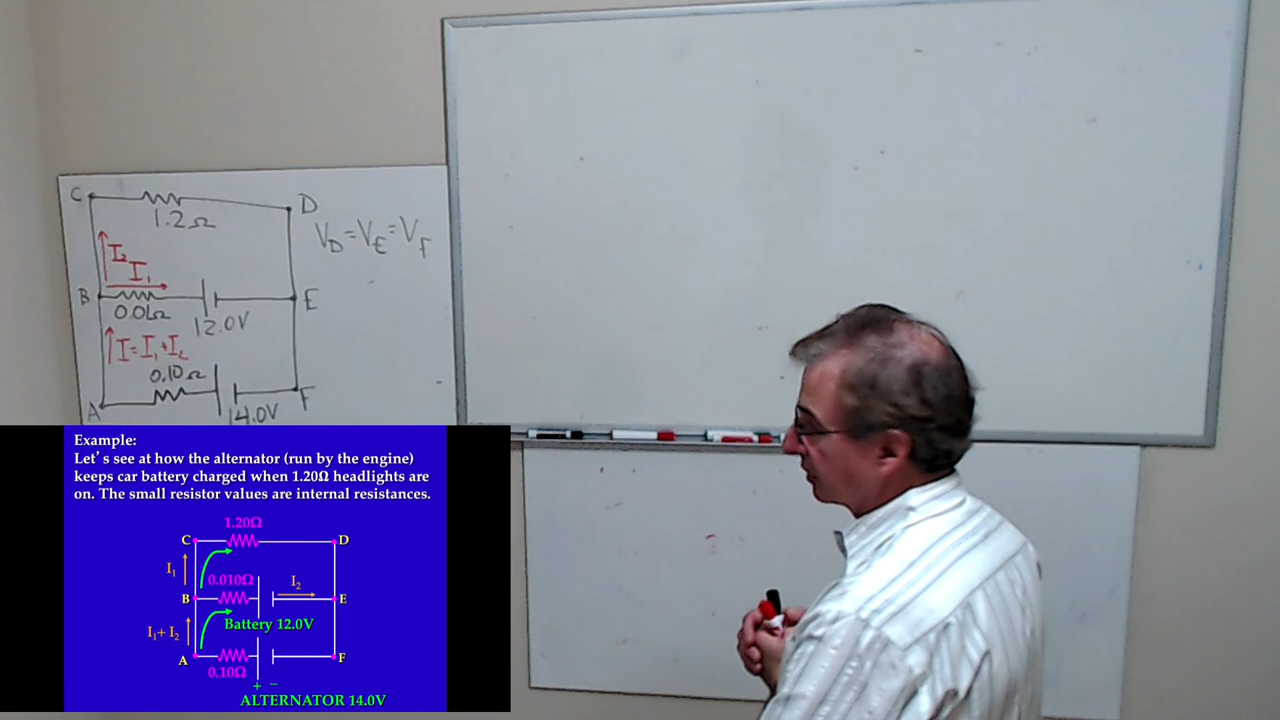 C
D
1.2Ω
V_D=V_E=V_F
I₂
I₁
B
E
0.01Ω
12.0V
I=I₁+I₂
0.10Ω
A
F
14.0V
Example:
Let's see at how the alternator (run by the engine)
keeps car battery charged when 1.20Ω headlights are
on. The small resistor values are internal resistances.
1.20Ω
C
D
I₁
0.010Ω
I₂
B
E
Battery 12.0V
I₁+ I₂
A
F
0.10Ω
+ −
ALTERNATOR 14.0V